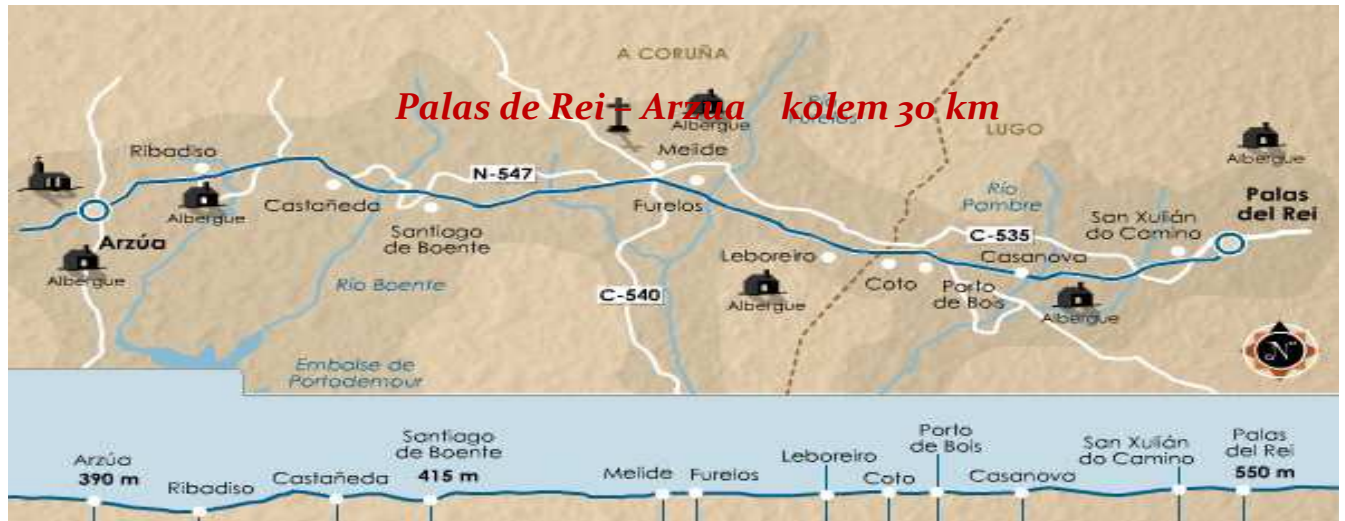 A CORUÑA
Palas de Rei – Arzua kolem 30 km
Albergue
Furelos
LUGO
Albergue
Ribadiso
Melide
N-547
Río
Pambre
Palas
del Rei
Albergue
Castañeda
Furelos
San Xulián
do Camino
C-535
Arzúa
Santiago
de Boente
Leboreiro
Casanova
Albergue
Río Boente
C-540
Coto
Porto
de Bois
Albergue
Albergue
N
Embalse de
Portodemour
Santiago
de Boente
415 m
Porto
de Bois
Palas
del Rei
550 m
Arzúa
390 m
Ribadiso
Castañeda
Melide
Furelos
Leboreiro
Coto
Casanova
San Xulián
do Camino